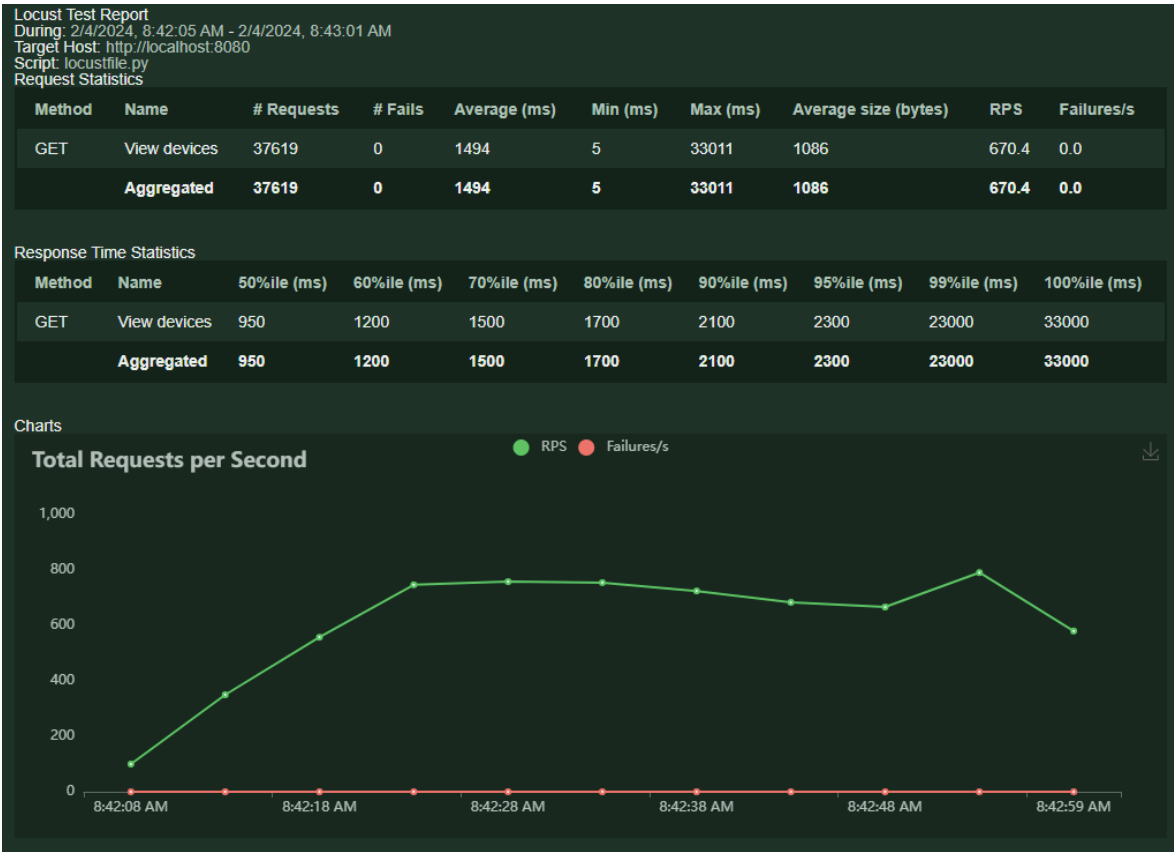 Locust Test Report
During: 2/4/2024, 8:42:05 AM - 2/4/2024, 8:43:01 AM
Target Host: http://localhost:8080
Script: locustfile.py
Request Statistics
Method Name # Requests # Fails Average (ms) Min (ms) Max (ms) Average size (bytes) RPS Failures/s
GET View devices 37619 0 1494 5 33011 1086 670.4 0.0
Aggregated 37619 0 1494 5 33011 1086 670.4 0.0
Response Time Statistics
Method Name 50%ile (ms) 60%ile (ms) 70%ile (ms) 80%ile (ms) 90%ile (ms) 95%ile (ms) 99%ile (ms) 100%ile (ms)
GET View devices 950 1200 1500 1700 2100 2300 23000 33000
Aggregated 950 1200 1500 1700 2100 2300 23000 33000
Charts
RPS Failures/s
Total Requests per Second
1,000
800
600
400
200
0
8:42:08 AM 8:42:18 AM 8:42:28 AM 8:42:38 AM 8:42:48 AM 8:42:59 AM